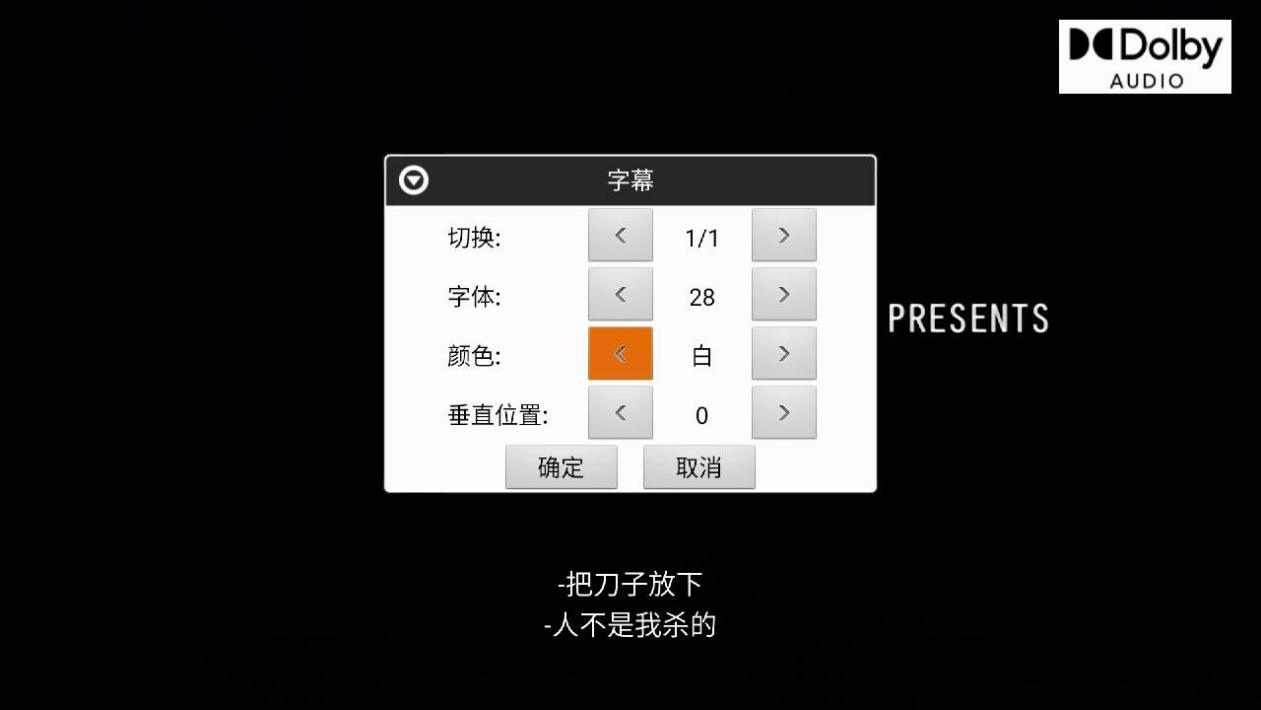 Dolby
AUDIO
字幕
切换: < 1/1 >
字体: < 28 >
颜色: < 白 >
垂直位置: < 0 >
确定 取消
PRESENTS
-把刀子放下
-人不是我杀的